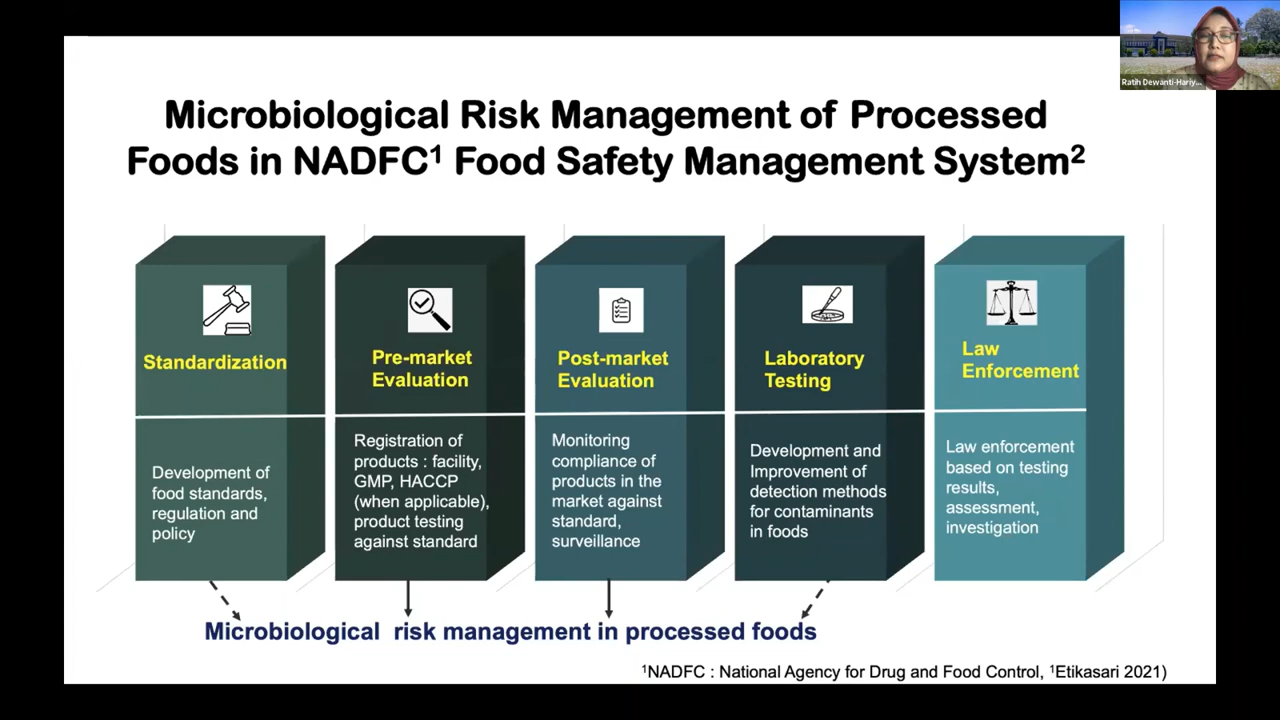 Ratih Dewanti-Hariy...
Microbiological Risk Management of Processed
Foods in NADFC¹ Food Safety Management System²
Standardization
Development of
food standards,
regulation and
policy
Pre-market
Evaluation
Registration of
products : facility,
GMP, HACCP
(when applicable),
product testing
against standard
Post-market
Evaluation
Monitoring
compliance of
products in the
market against
standard,
surveillance
Laboratory
Testing
Development and
Improvement of
detection methods
for contaminants
in foods
Law
Enforcement
Law enforcement
based on testing
results,
assessment,
investigation
Microbiological risk management in processed foods
¹NADFC : National Agency for Drug and Food Control, ¹Etikasari 2021)